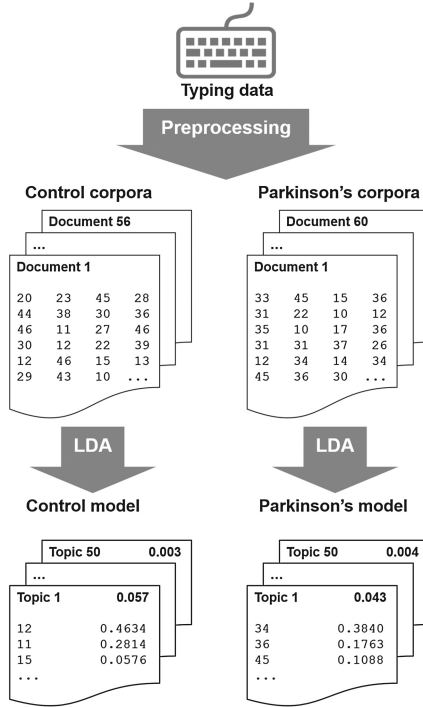 Typing data
Preprocessing
Control corpora
Document 56
...
Document 1
20 23 45 28
44 38 30 36
46 11 27 46
30 12 22 39
12 46 15 13
29 43 10 ...
Parkinson's corpora
Document 60
...
Document 1
33 45 15 36
31 22 10 12
35 10 17 36
31 31 37 26
12 34 14 34
45 36 30 ...
LDA
LDA
Control model
Topic 50 0.003
...
Topic 1 0.057
12 0.4634
11 0.2814
15 0.0576
...
Parkinson's model
Topic 50 0.004
...
Topic 1 0.043
34 0.3840
36 0.1763
45 0.1088
...